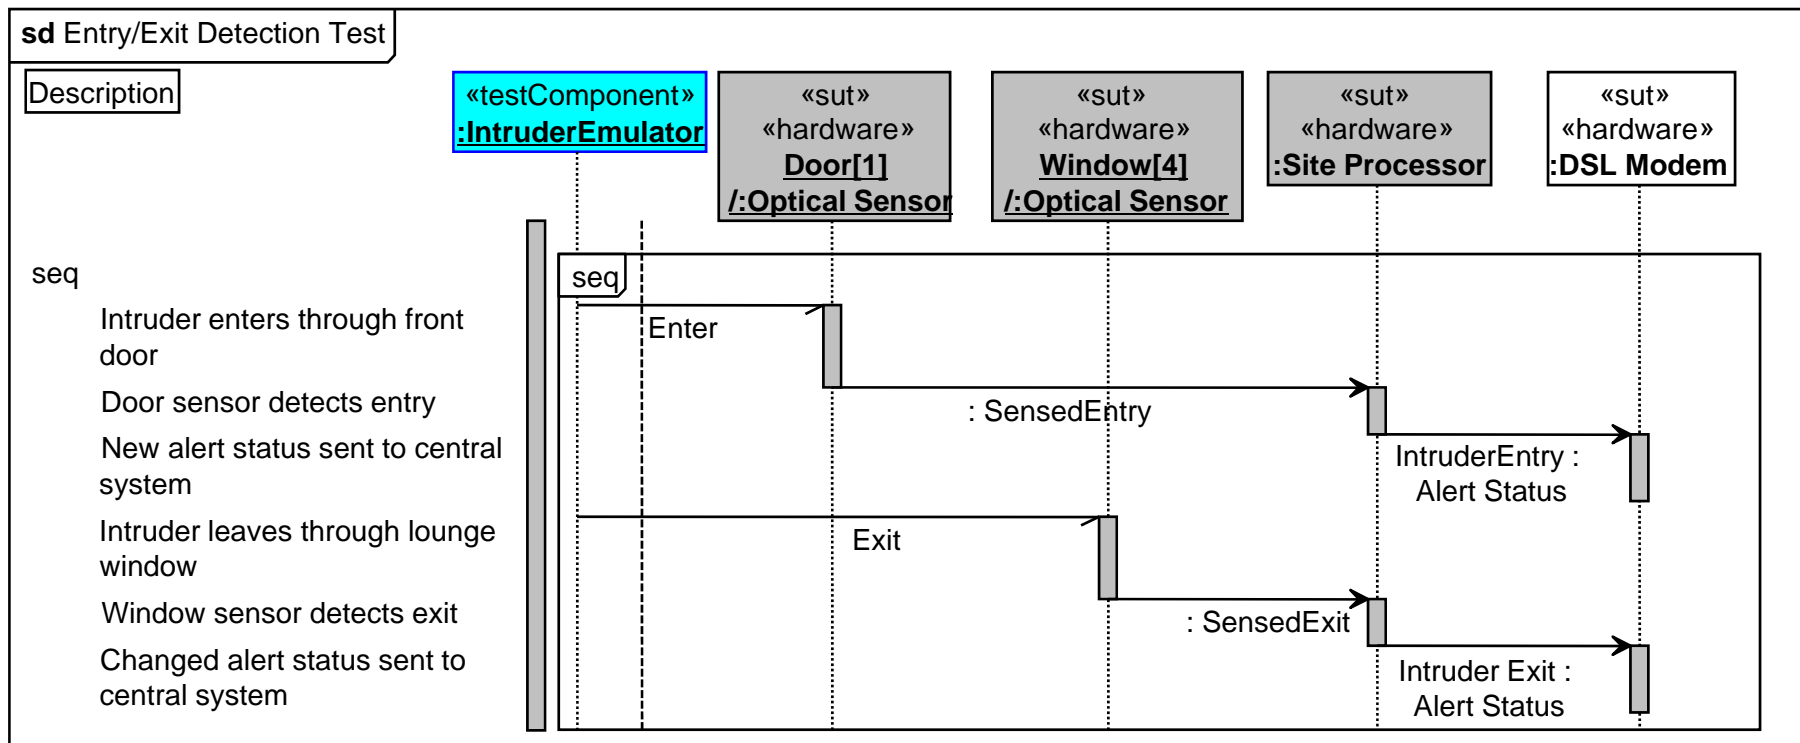 sd Entry/Exit Detection Test
Description
«testComponent»
:IntruderEmulator
«sut»
«hardware»
Door[1]
/:Optical Sensor
«sut»
«hardware»
Window[4]
/:Optical Sensor
«sut»
«hardware»
:Site Processor
«sut»
«hardware»
:DSL Modem
seq
seq
Intruder enters through front
door
Enter
Door sensor detects entry
: SensedEntry
New alert status sent to central
system
IntruderEntry :
Alert Status
Intruder leaves through lounge
window
Exit
Window sensor detects exit
: SensedExit
Changed alert status sent to
central system
Intruder Exit :
Alert Status